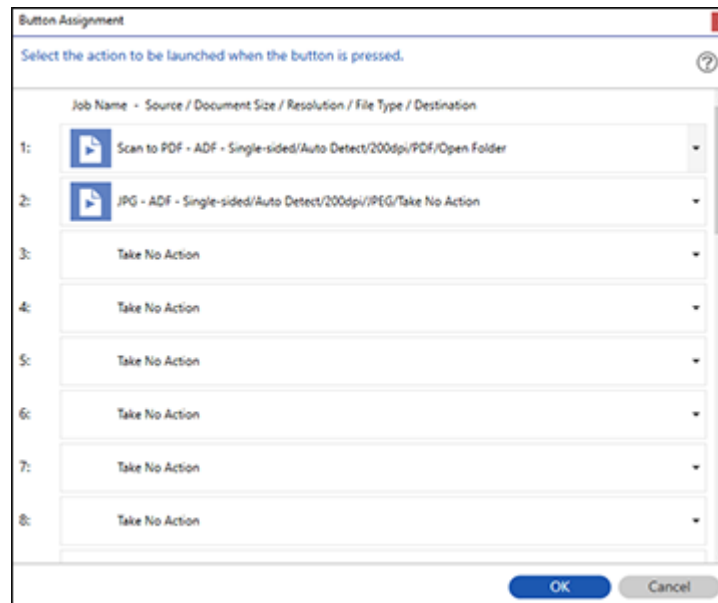 Button Assignment
Select the action to be launched when the button is pressed.
?
Job Name - Source / Document Size / Resolution / File Type / Destination
1: Scan to PDF - ADF - Single-sided/Auto Detect/200dpi/PDF/Open Folder
2: JPG - ADF - Single-sided/Auto Detect/200dpi/JPEG/Take No Action
3: Take No Action
4: Take No Action
5: Take No Action
6: Take No Action
7: Take No Action
8: Take No Action
OK Cancel